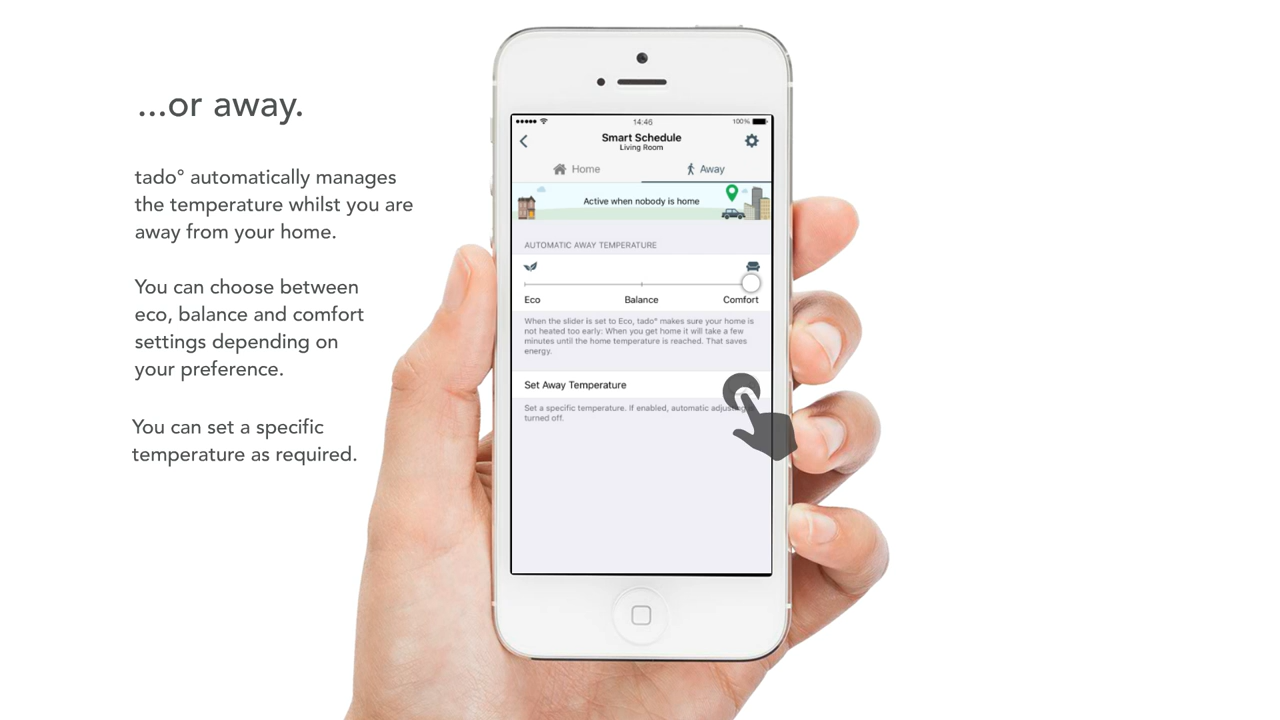 ...or away.
tado° automatically manages
the temperature whilst you are
away from your home.
You can choose between
eco, balance and comfort
settings depending on
your preference.
You can set a specific
temperature as required.
14:46
100%
Smart Schedule
Living Room
Home
Away
Active when nobody is home
AUTOMATIC AWAY TEMPERATURE
Eco Balance Comfort
When the slider is set to Eco, tado° makes sure your home is
not heated too early: When you get home it will take a few
minutes until the home temperature is reached. That saves
energy.
Set Away Temperature
Set a specific temperature. If enabled, automatic adjusting
turned off.